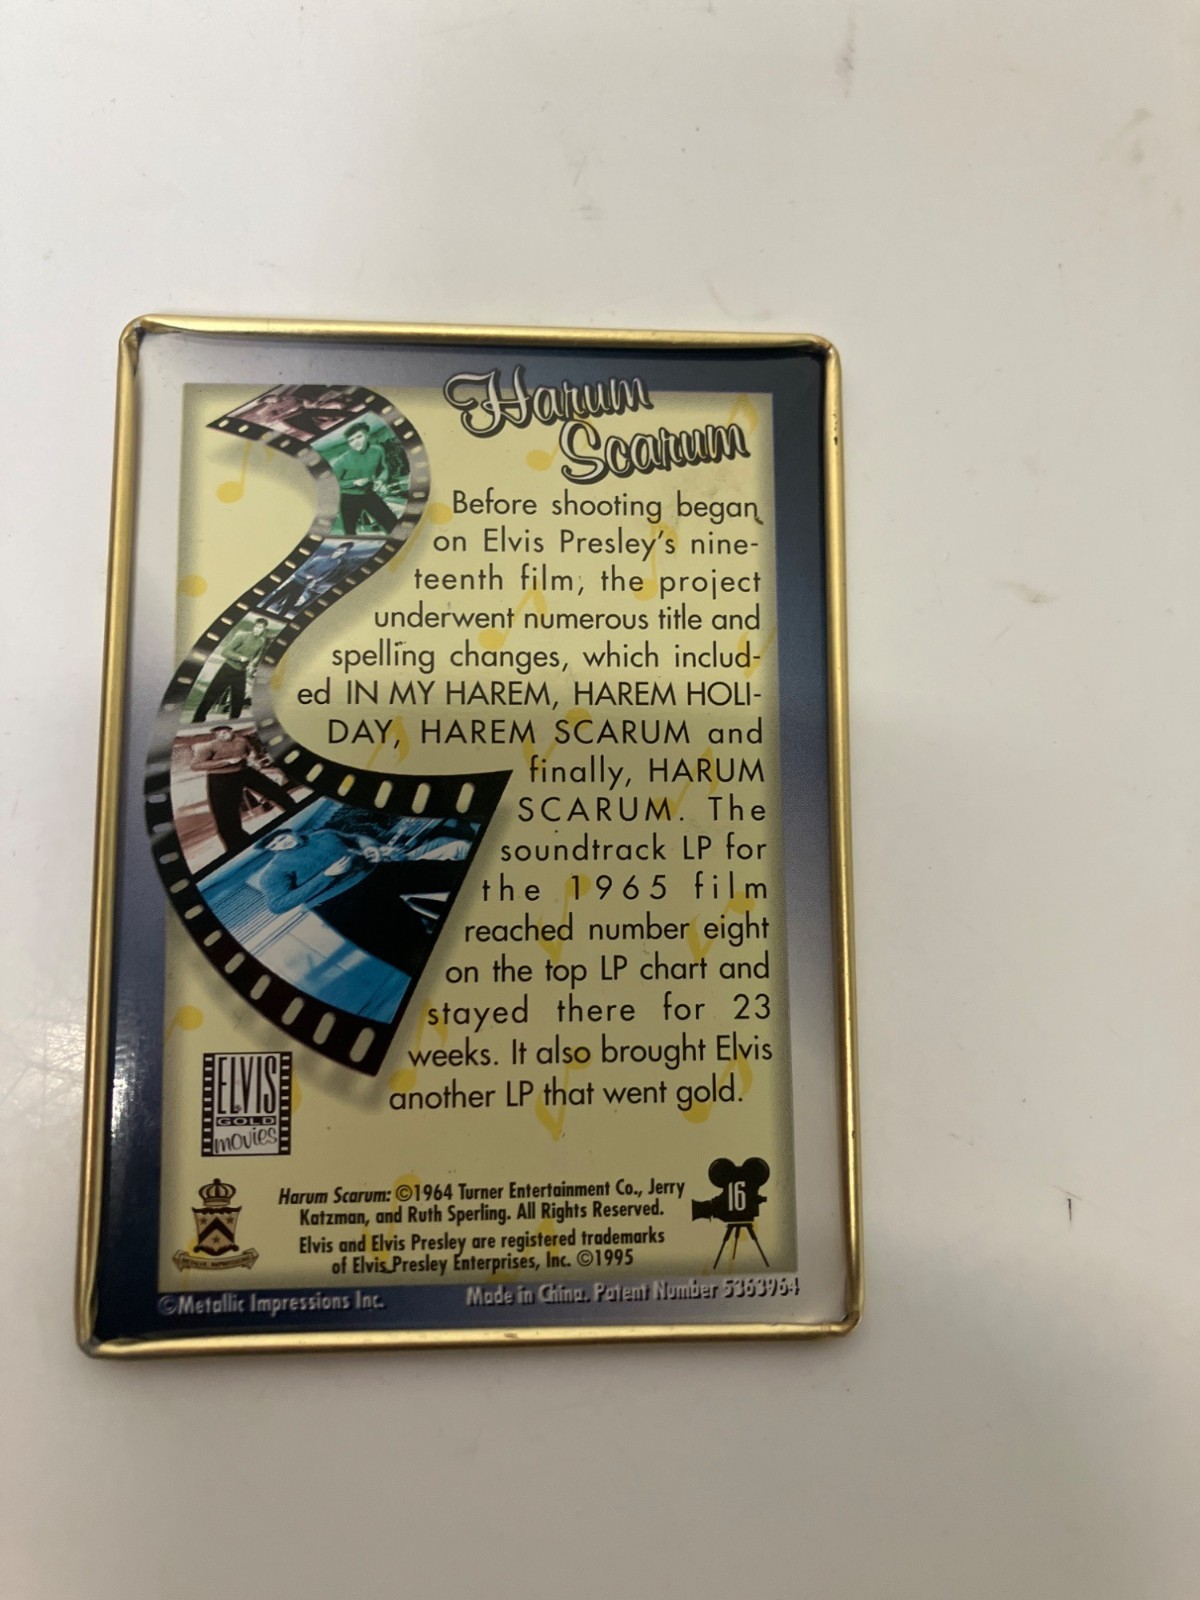 Harum
Scarum
Before shooting began
on Elvis Presley's nine-
teenth film, the project
underwent numerous title and
spelling changes, which includ-
ed IN MY HAREM, HAREM HOLI-
DAY, HAREM SCARUM and
finally, HARUM
SCARUM. The
soundtrack LP for
the 1965 film
reached number eight
on the top LP chart and
stayed there for 23
weeks. It also brought Elvis
another LP that went gold.
ELVIS
GOLD
movies
Harum Scarum: ©1964 Turner Entertainment Co., Jerry
Katzman, and Ruth Sperling. All Rights Reserved.
Elvis and Elvis Presley are registered trademarks
of Elvis Presley Enterprises, Inc. ©1995
16
METALLIC IMPRESSIONS
©Metallic Impressions Inc.
Made in China. Patent Number 5363964